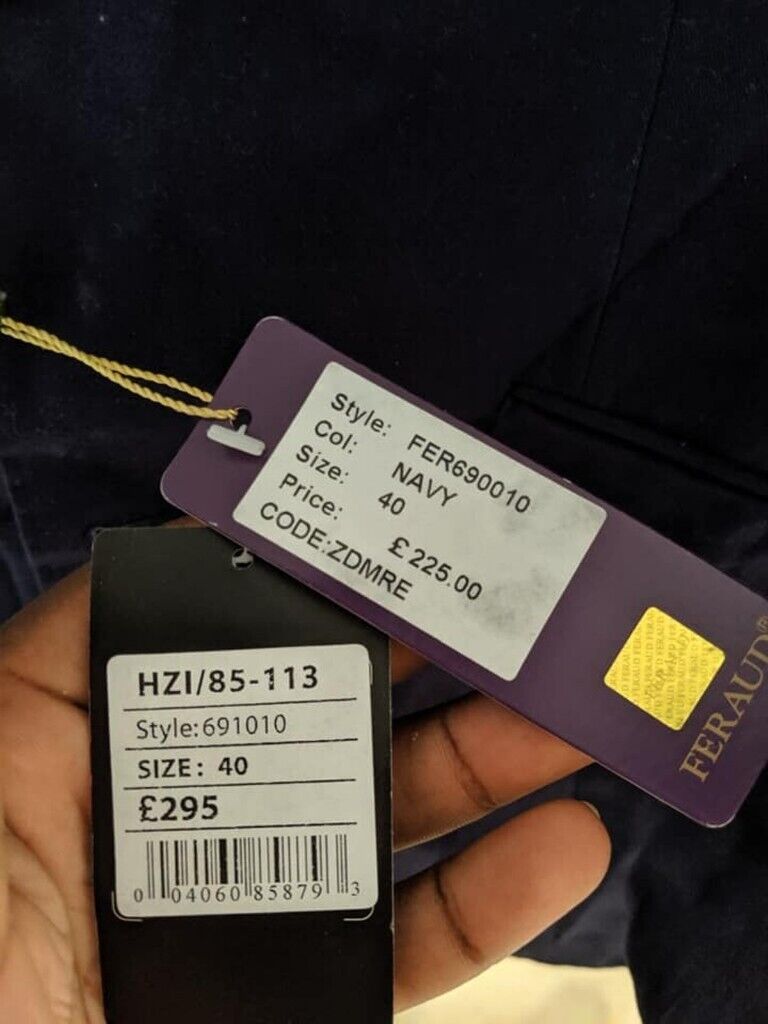 Style: FER690010
Col: NAVY
Size: 40
Price: £225.00
CODE:ZDMRE
FERAUD®
HZI/85-113
Style:691010
SIZE: 40
£295
0 04060 85879 3